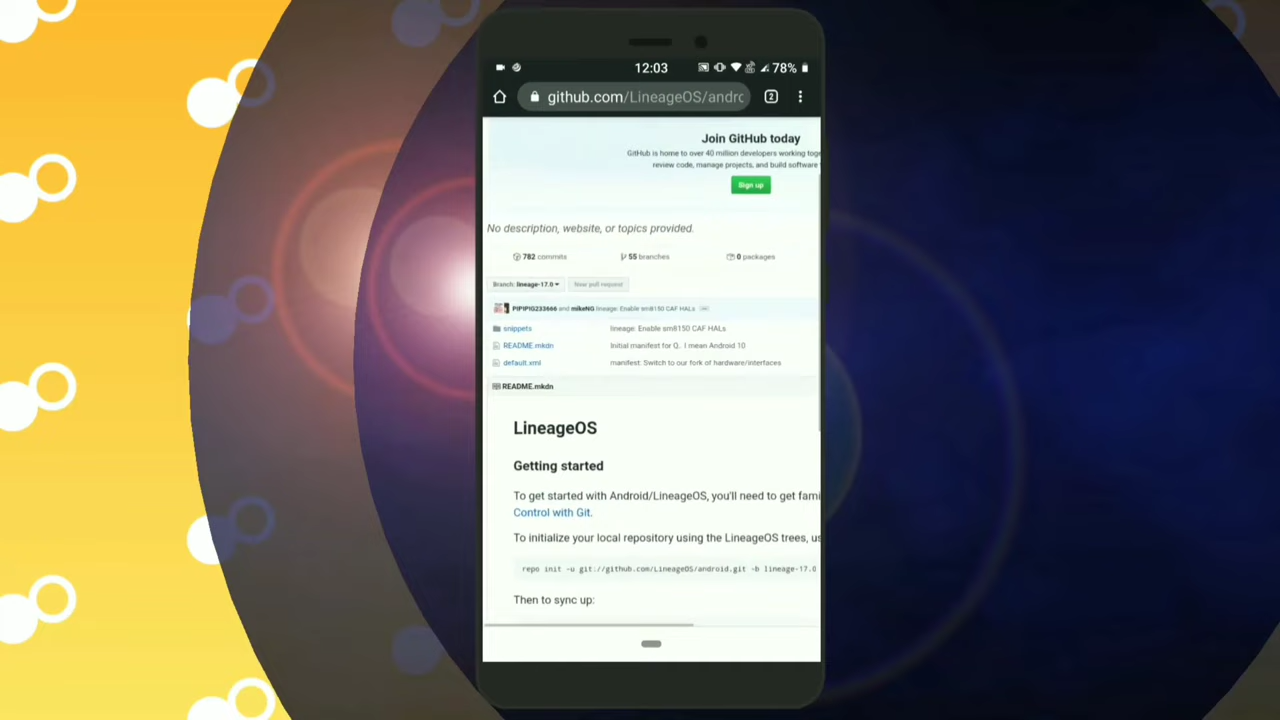 12:03
78%
github.com/LineageOS/andro
2
Join GitHub today
GitHub is home to over 40 million developers working toge
review code, manage projects, and build software
Sign up
No description, website, or topics provided.
782 commits
55 branches
0 packages
Branch: lineage-17.0
New pull request
and mikeNG lineage: Enable sm8150 CAF HALs
snippets
lineage: Enable sm8150 CAF HALs
README.mkdn
Initial manifest for Q. I mean Android 10
default.xml
manifest: Switch to our fork of hardware/interfaces
README.mkdn
LineageOS
Getting started
To get started with Android/LineageOS, you'll need to get fami
Control with Git.
To initialize your local repository using the LineageOS trees, us
repo init -u git://github.com/LineageOS/android.git -b lineage-17.0
Then to sync up: